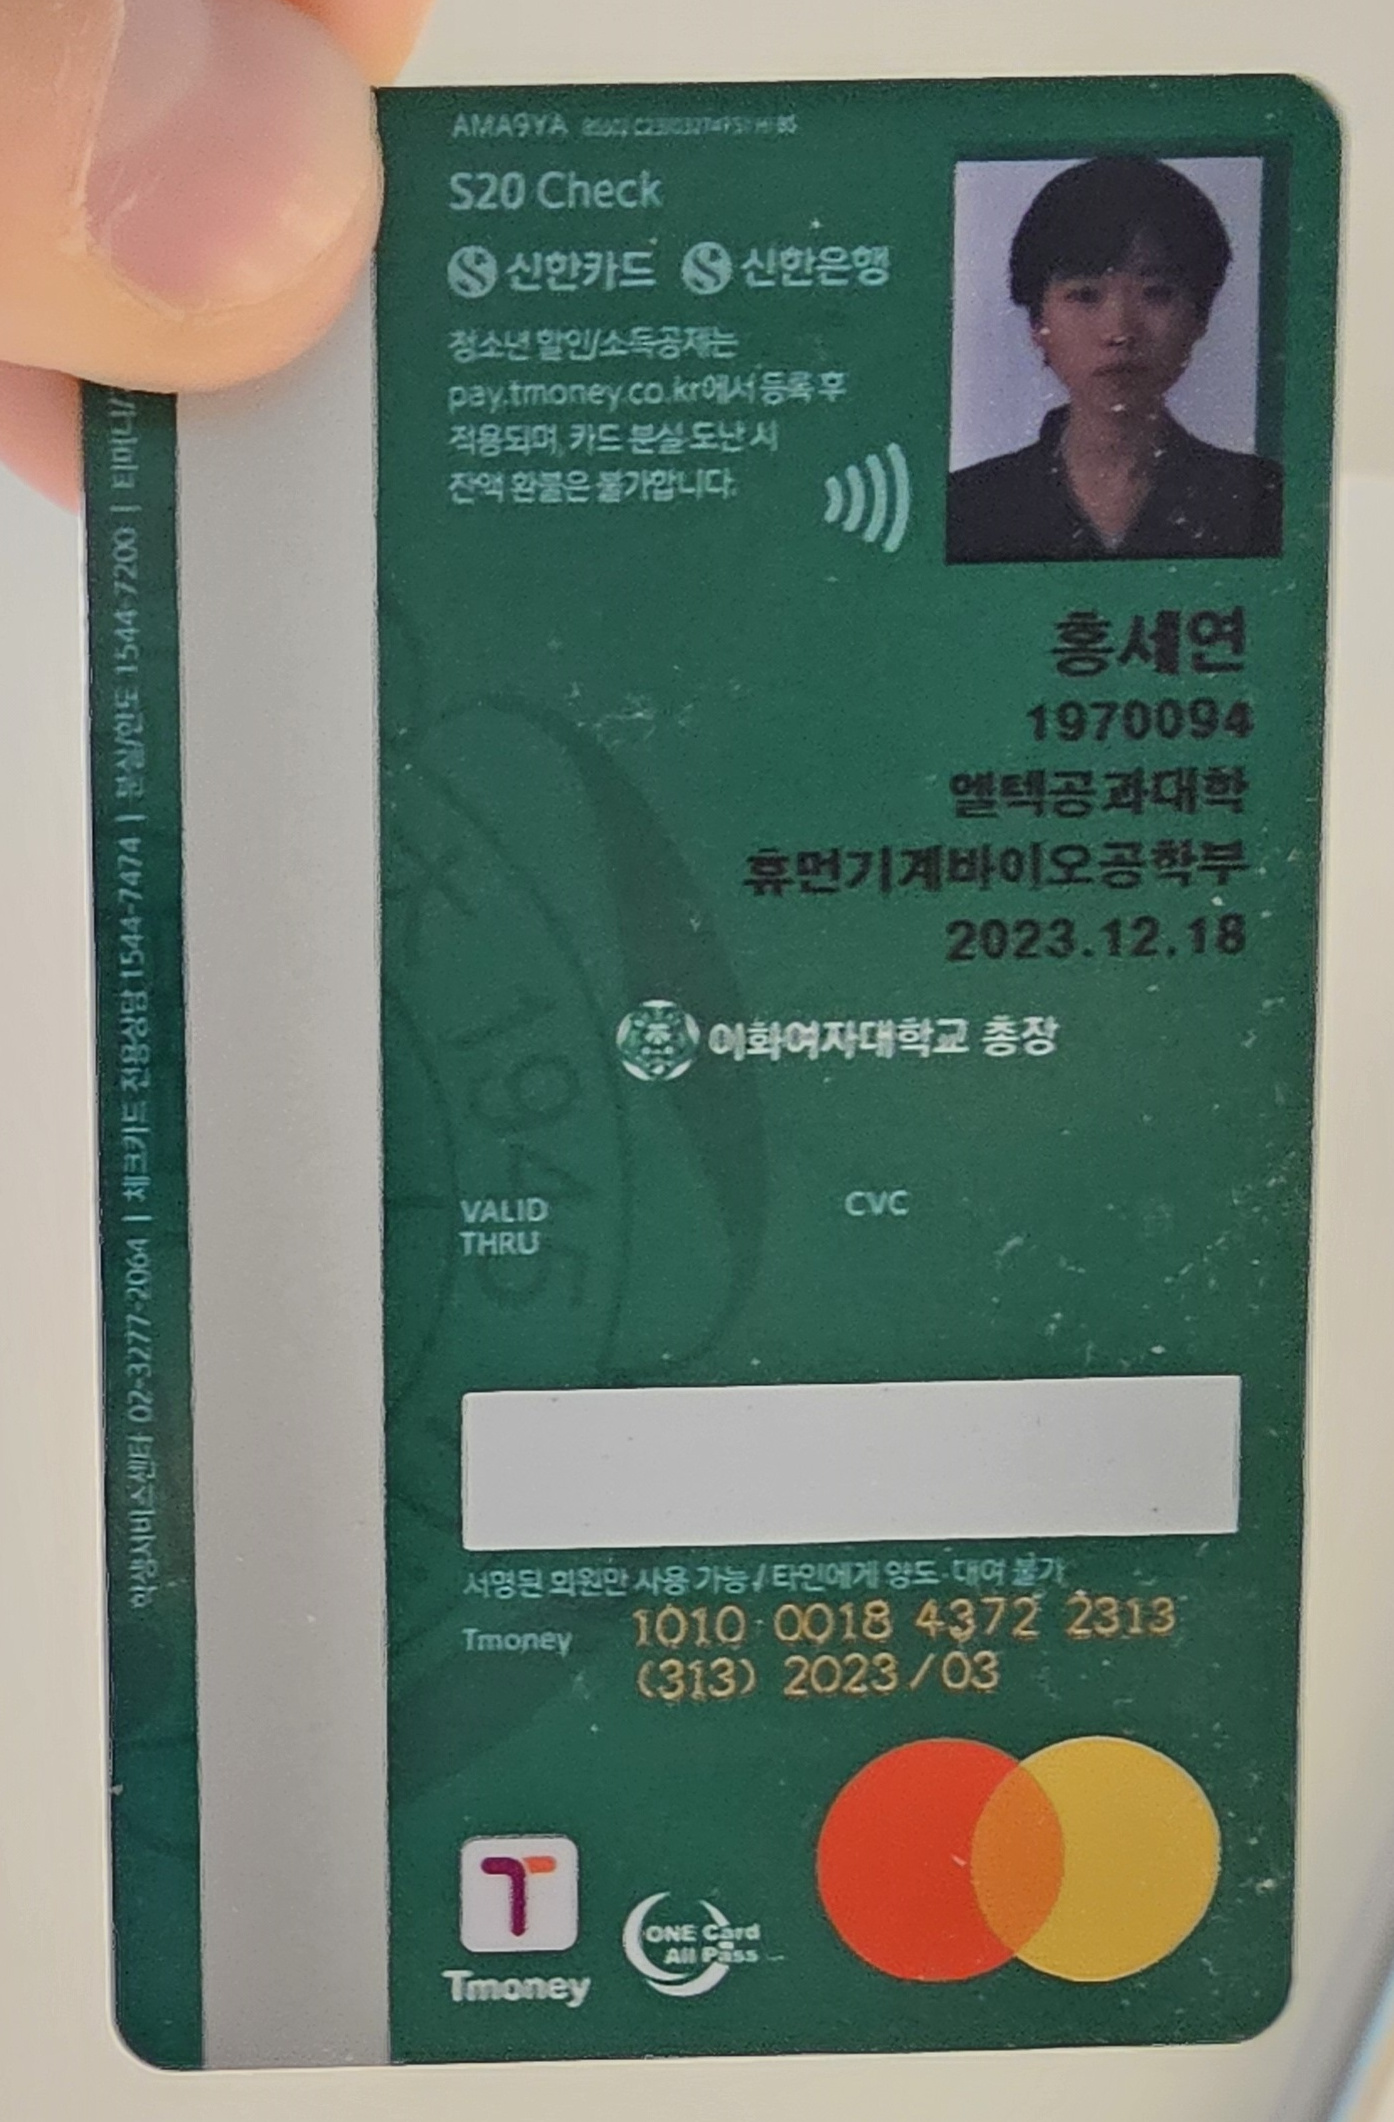 AMA9YA
S20 Check
신한카드 신한은행
청소년 할인/소득공제는
pay.tmoney.co.kr에서 등록 후
적용되며, 카드 분실 도난 시
잔액 환불은 불가합니다.
홍세연
1970094
엘텍공과대학
휴먼기계바이오공학부
2023.12.18
이화여자대학교 총장
1945
VALID
THRU
CVC
서명된 회원만 사용 가능 / 타인에게 양도·대여 불가
Tmoney 1010 0018 4372 2313
(313) 2023/03
Tmoney
ONE Card
All Pass
학생서비스센터 02-3277-2064 | 체크카드 전용상담 1544-7474 | 분실/한도 1544-7200 | 티머니/